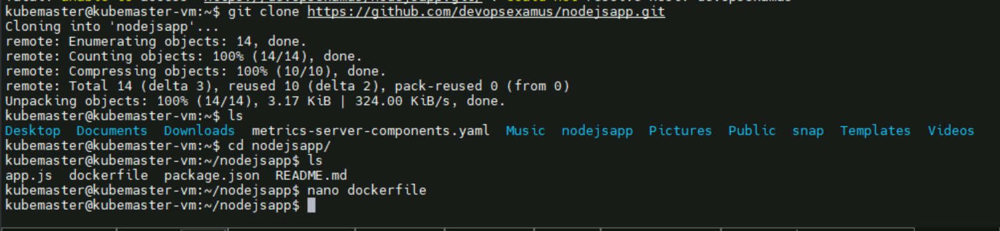 kubemaster@kubemaster-vm:~$ git clone https://github.com/devopsexamus/nodejsapp.git
Cloning into 'nodejsapp'...
remote: Enumerating objects: 14, done.
remote: Counting objects: 100% (14/14), done.
remote: Compressing objects: 100% (10/10), done.
remote: Total 14 (delta 3), reused 10 (delta 2), pack-reused 0 (from 0)
Unpacking objects: 100% (14/14), 3.17 KiB | 324.00 KiB/s, done.
kubemaster@kubemaster-vm:~$ ls
Desktop Documents Downloads metrics-server-components.yaml Music nodejsapp Pictures Public snap Templates Videos
kubemaster@kubemaster-vm:~$ cd nodejsapp/
kubemaster@kubemaster-vm:~/nodejsapp$ ls
app.js dockerfile package.json README.md
kubemaster@kubemaster-vm:~/nodejsapp$ nano dockerfile
kubemaster@kubemaster-vm:~/nodejsapp$